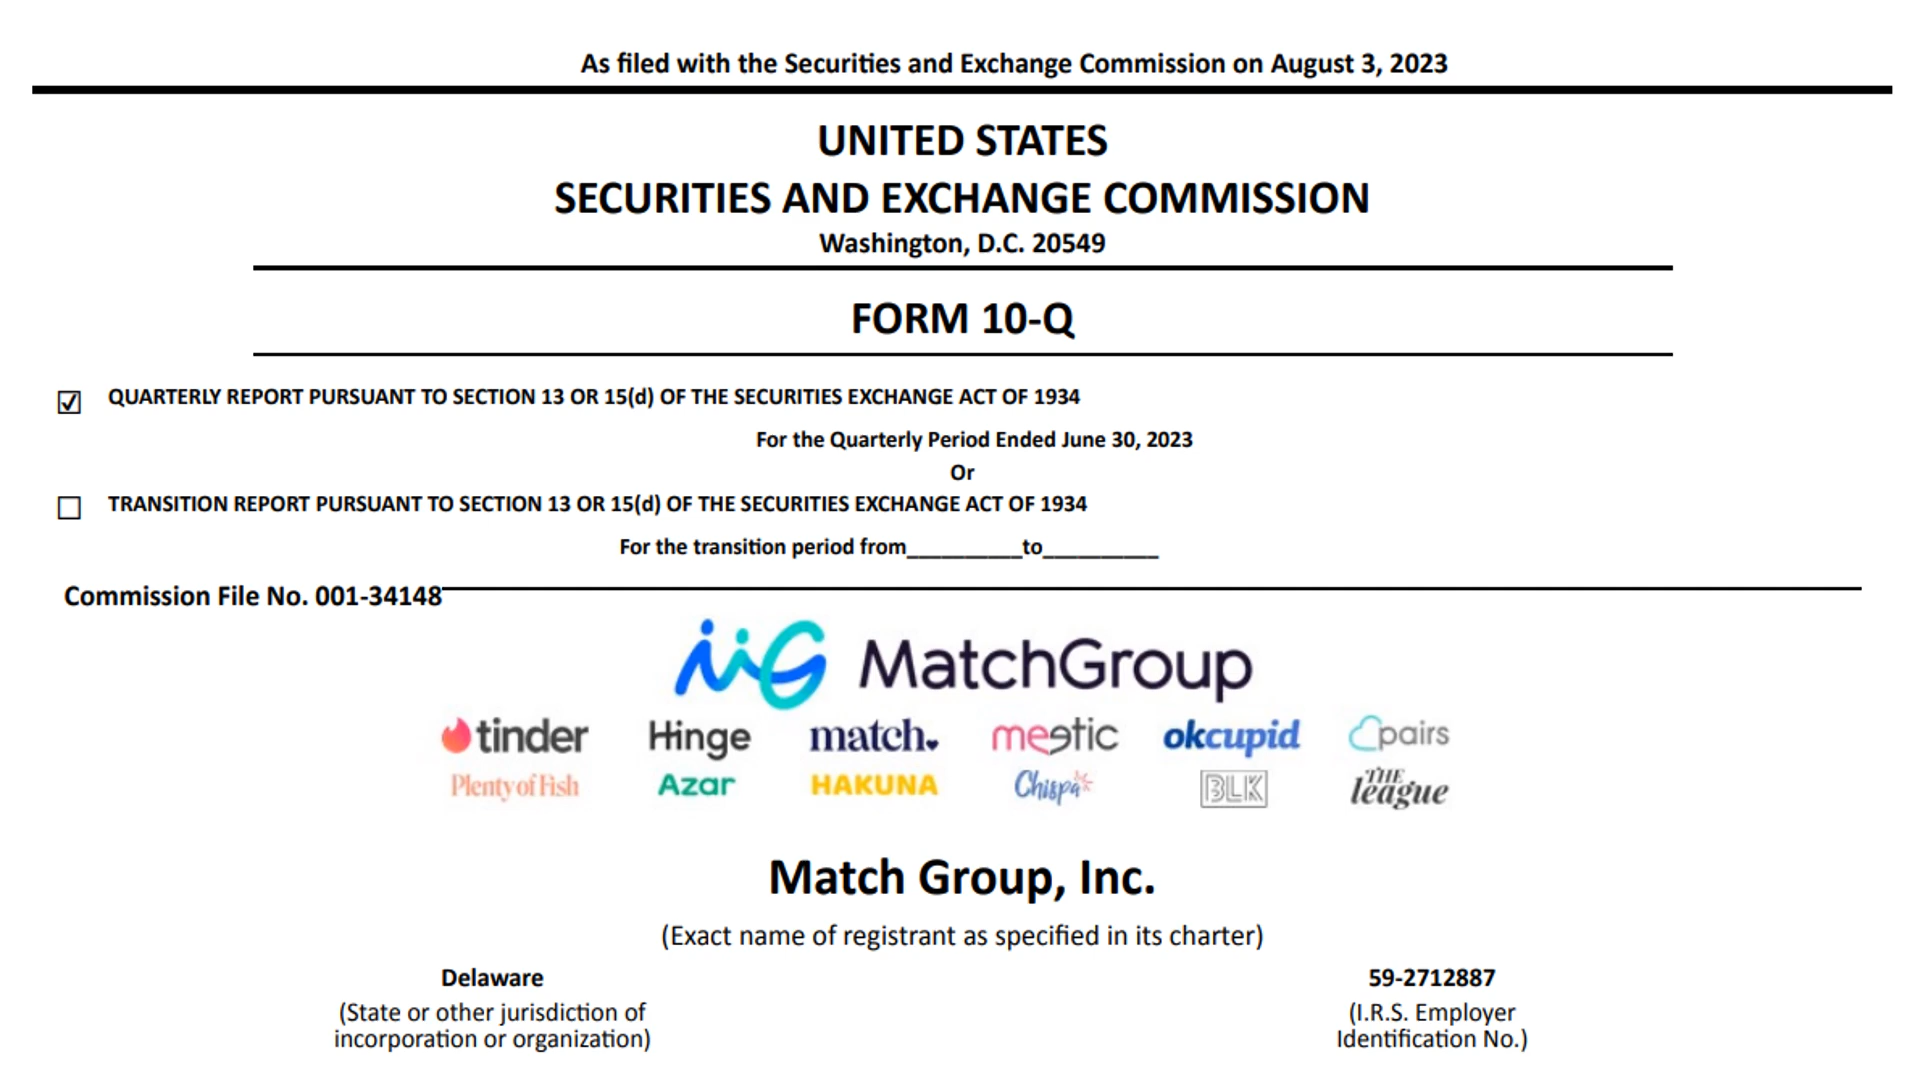 As filed with the Securities and Exchange Commission on August 3, 2023
UNITED STATES
SECURITIES AND EXCHANGE COMMISSION
Washington, D.C. 20549
FORM 10-Q
☑ QUARTERLY REPORT PURSUANT TO SECTION 13 OR 15(d) OF THE SECURITIES EXCHANGE ACT OF 1934
For the Quarterly Period Ended June 30, 2023
Or
☐ TRANSITION REPORT PURSUANT TO SECTION 13 OR 15(d) OF THE SECURITIES EXCHANGE ACT OF 1934
For the transition period from__________to__________
Commission File No. 001-34148
MG MatchGroup
tinder Hinge match. meetic okcupid pairs
Plenty of Fish Azar HAKUNA Chispa BLK THE league
Match Group, Inc.
(Exact name of registrant as specified in its charter)
Delaware 59-2712887
(State or other jurisdiction of (I.R.S. Employer
incorporation or organization) Identification No.)